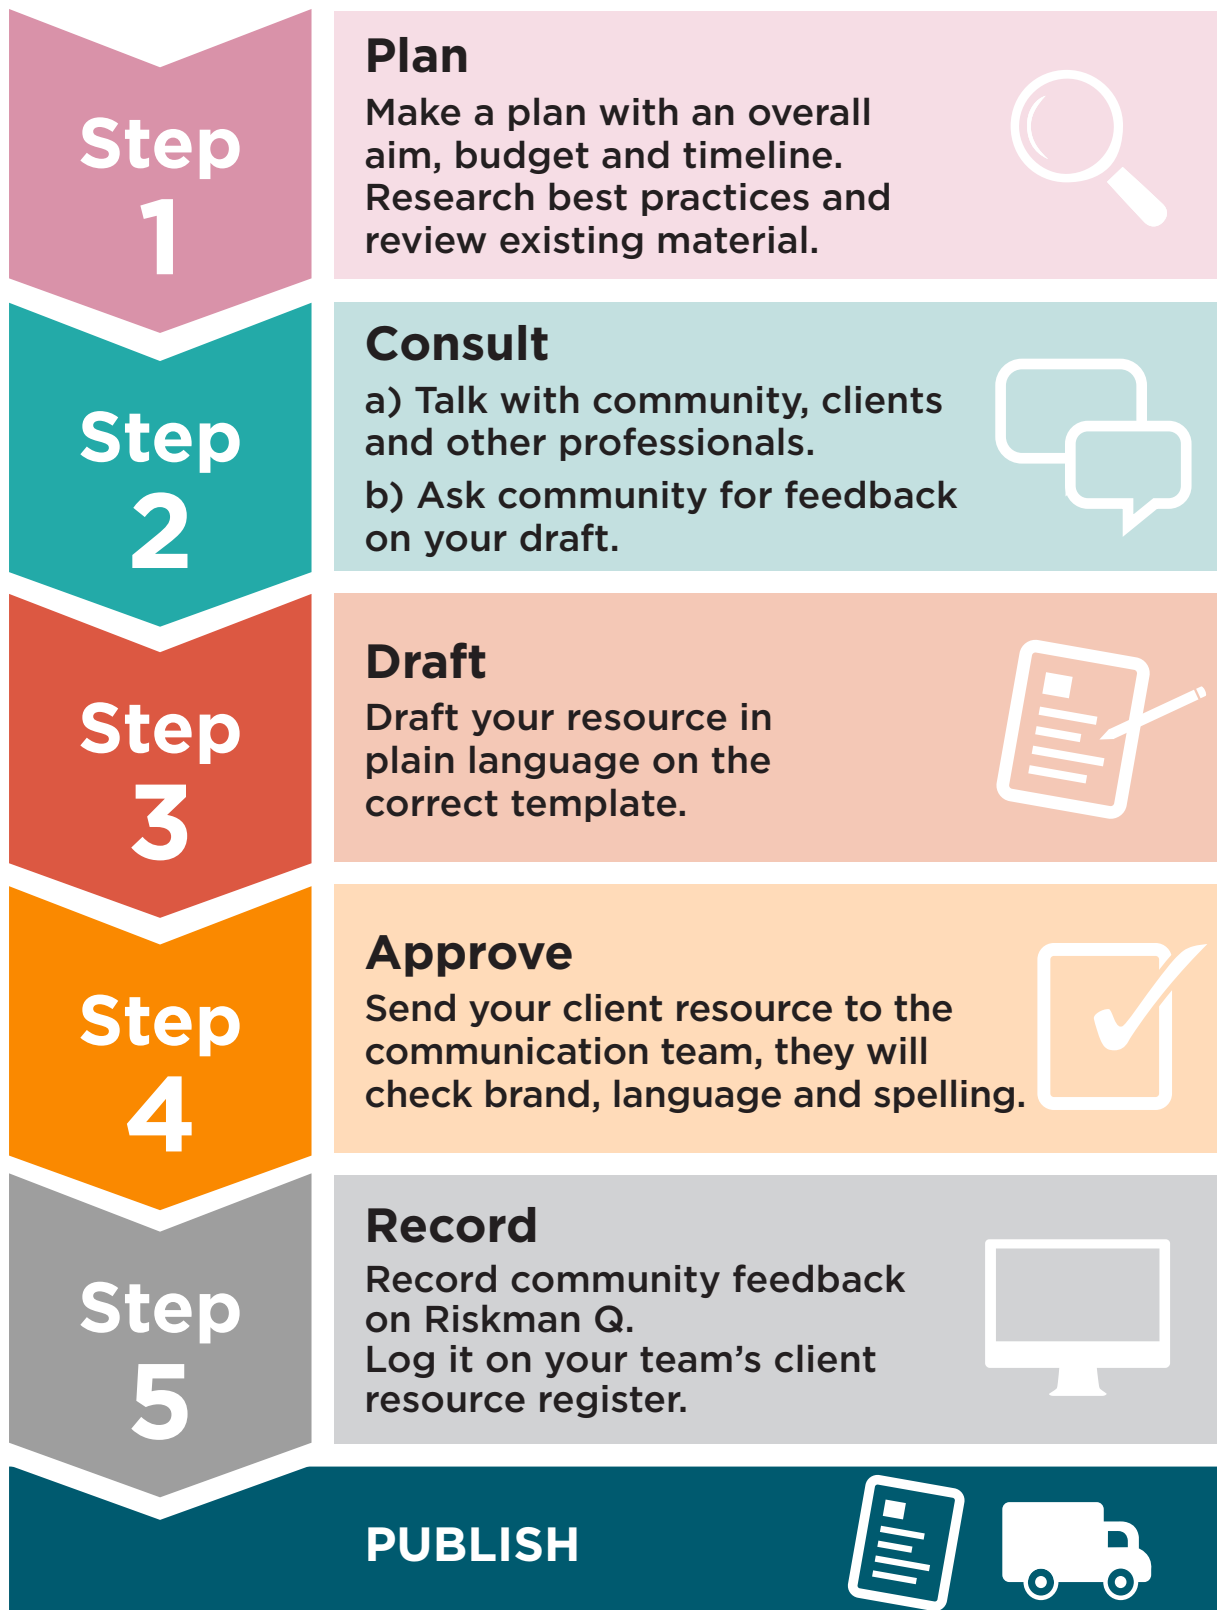 Step
1
Plan
Make a plan with an overall
aim, budget and timeline.
Research best practices and
review existing material.
Step
2
Consult
a) Talk with community, clients
and other professionals.
b) Ask community for feedback
on your draft.
Step
3
Draft
Draft your resource in
plain language on the
correct template.
Step
4
Approve
Send your client resource to the
communication team, they will
check brand, language and spelling.
Step
5
Record
Record community feedback
on Riskman Q.
Log it on your team’s client
resource register.
PUBLISH